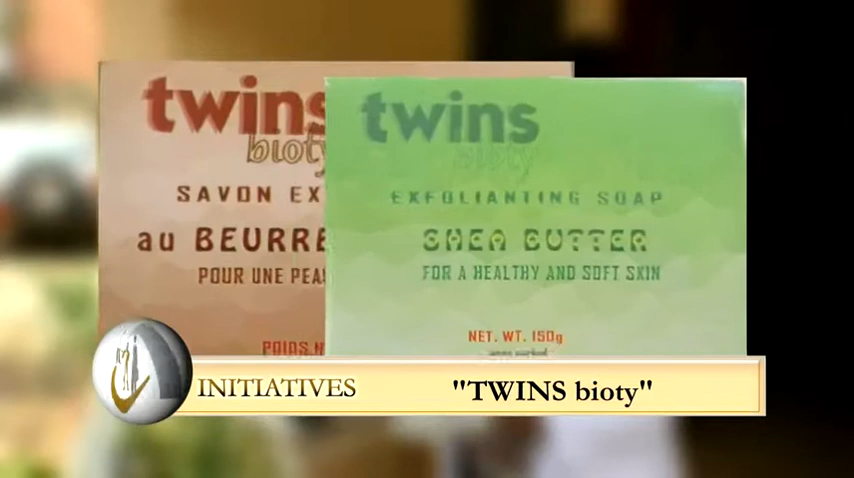 twins
bioty
SAVON EX
au BEURRE
POUR UNE PEA
POIDS N
twins
bioty
EXFOLIANTING SOAP
SHEA BUTTER
FOR A HEALTHY AND SOFT SKIN
NET. WT. 150g
INITIATIVES
"TWINS bioty"